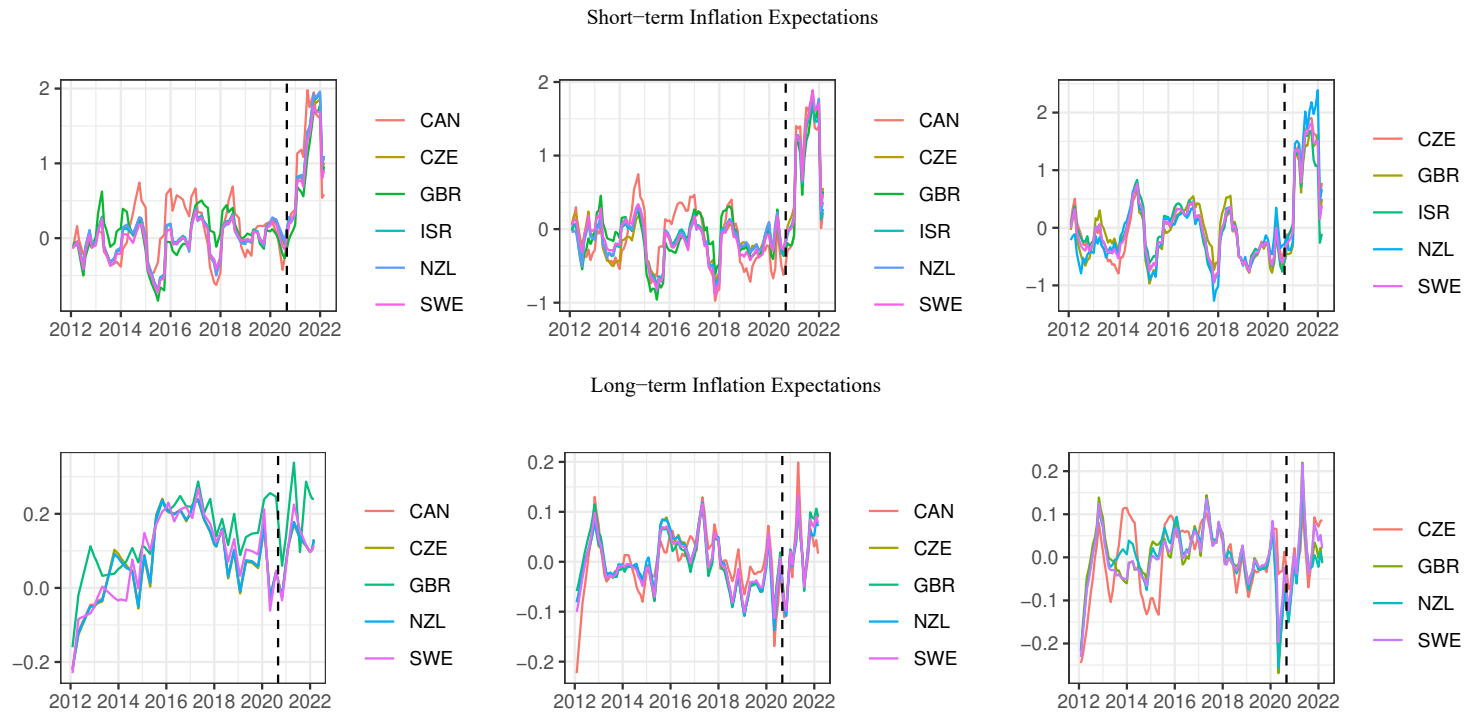 Short−term Inflation Expectations
2
1
0
2012 2014 2016 2018 2020 2022
CAN
CZE
GBR
ISR
NZL
SWE
2
1
0
−1
2012 2014 2016 2018 2020 2022
CAN
CZE
GBR
ISR
NZL
SWE
2
1
0
−1
2012 2014 2016 2018 2020 2022
CZE
GBR
ISR
NZL
SWE
Long−term Inflation Expectations
0.2
0.0
−0.2
2012 2014 2016 2018 2020 2022
CAN
CZE
GBR
NZL
SWE
0.2
0.1
0.0
−0.1
−0.2
2012 2014 2016 2018 2020 2022
CAN
CZE
GBR
NZL
SWE
0.2
0.1
0.0
−0.1
−0.2
2012 2014 2016 2018 2020 2022
CZE
GBR
NZL
SWE